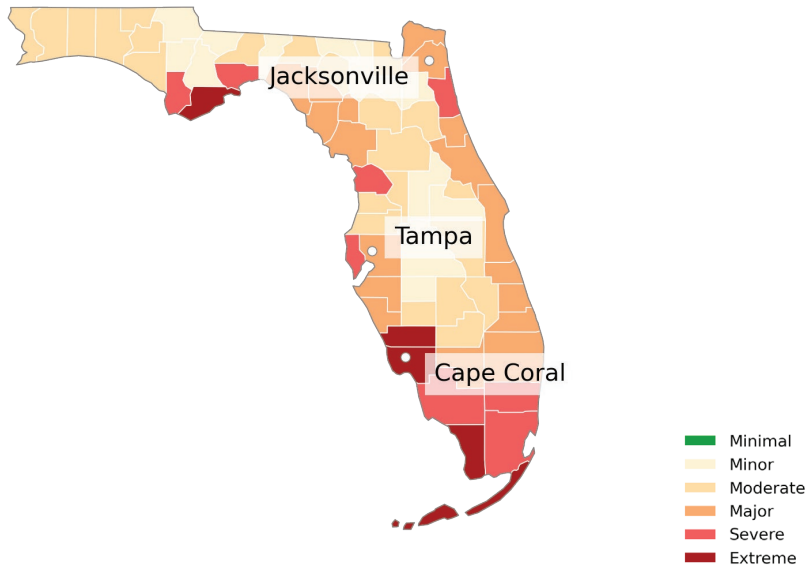 Jacksonville
Tampa
Cape Coral
Minimal
Minor
Moderate
Major
Severe
Extreme